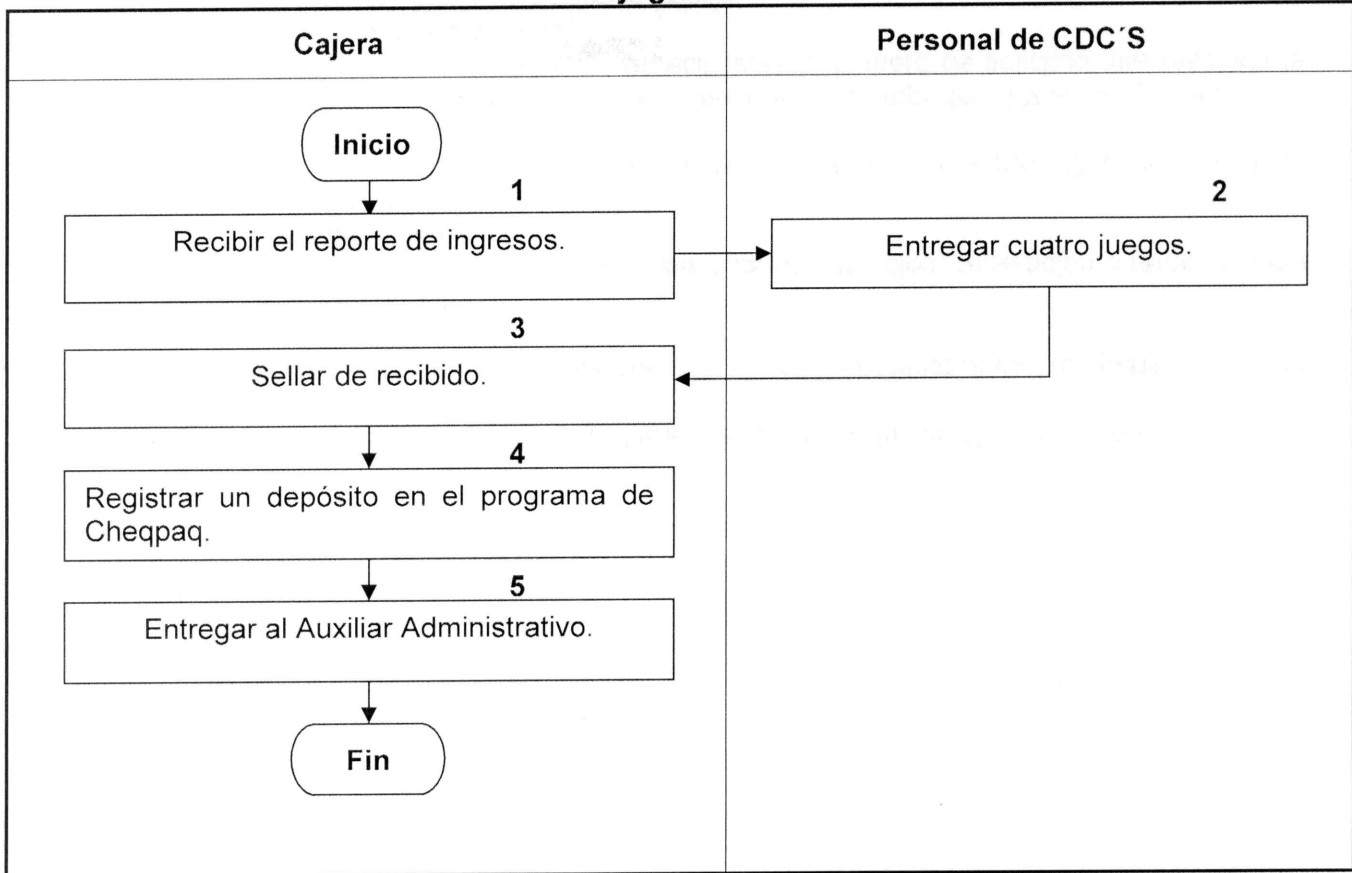 Cajera
Personal de CDC´S
Inicio
1
Recibir el reporte de ingresos.
2
Entregar cuatro juegos.
3
Sellar de recibido.
4
Registrar un depósito en el programa de
Cheqpaq.
5
Entregar al Auxiliar Administrativo.
Fin